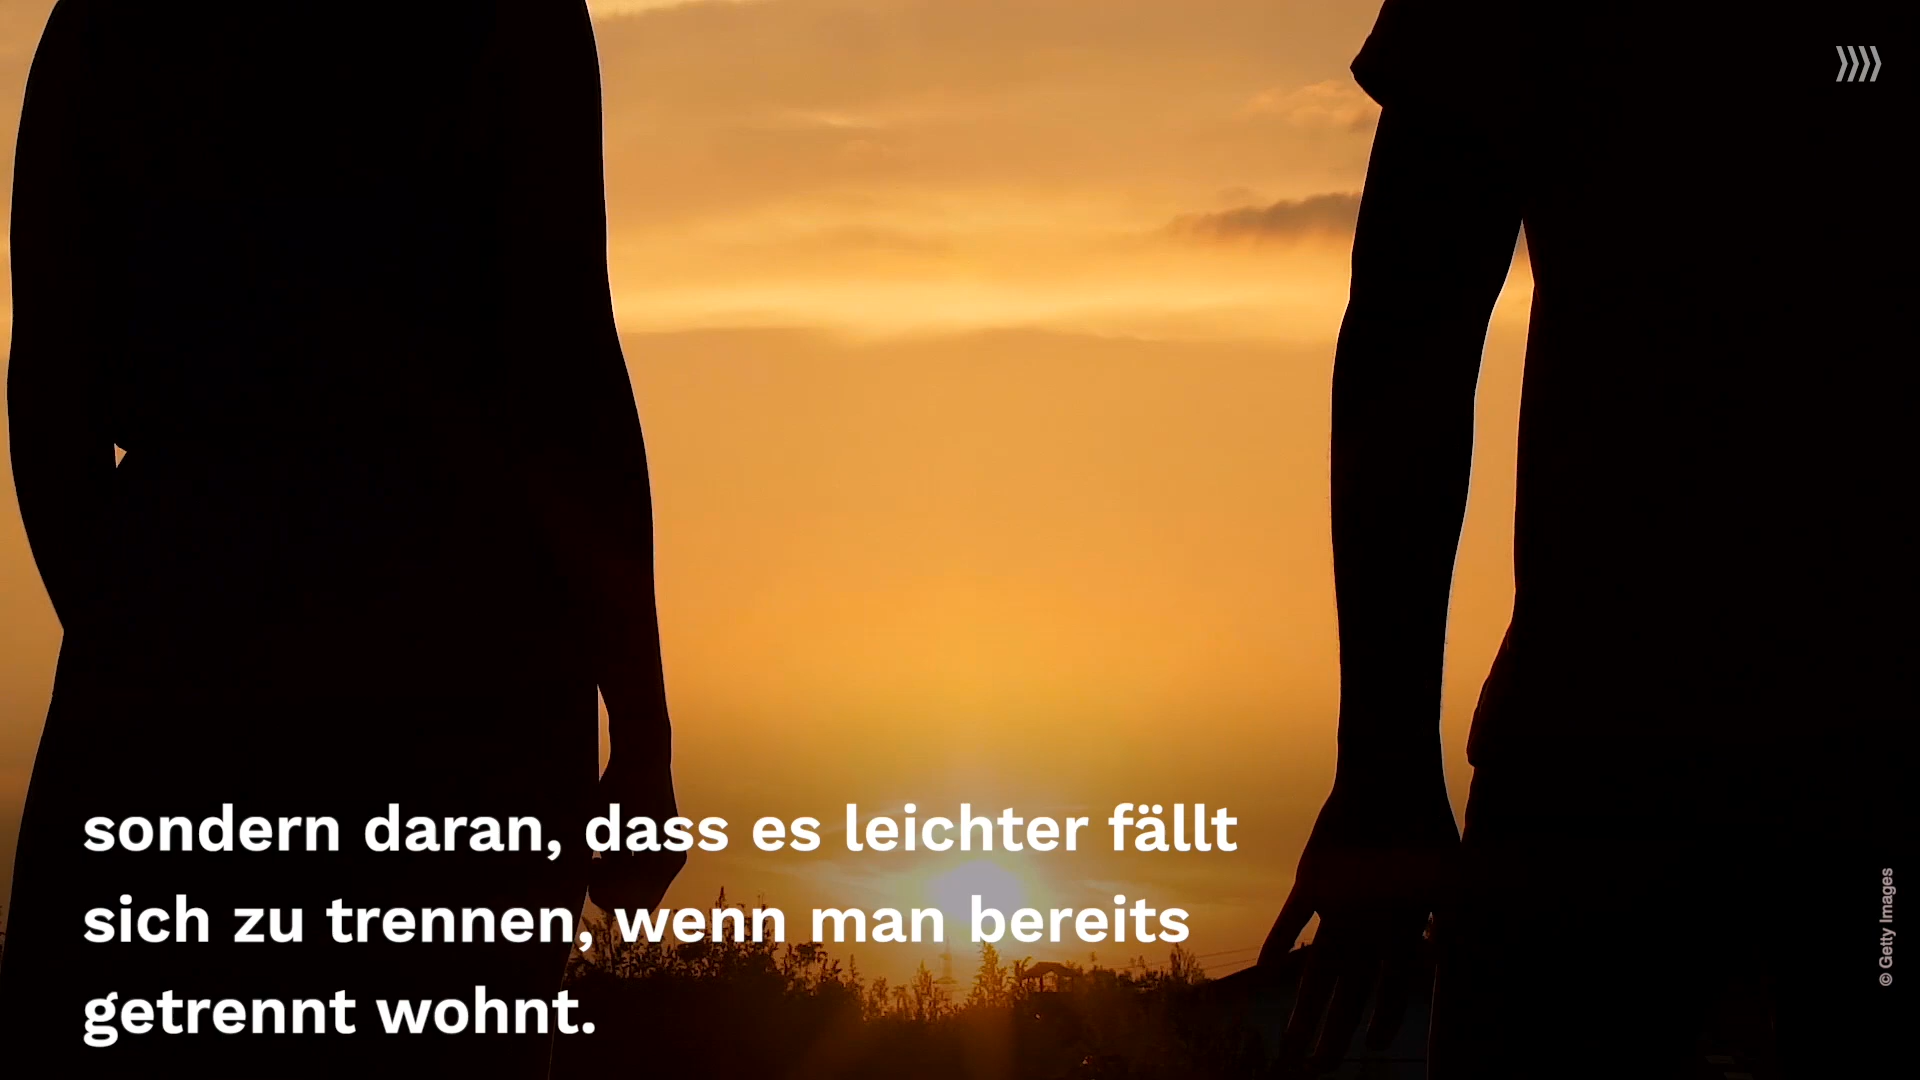 sondern daran, dass es leichter fällt
sich zu trennen, wenn man bereits
getrennt wohnt.
© Getty Images